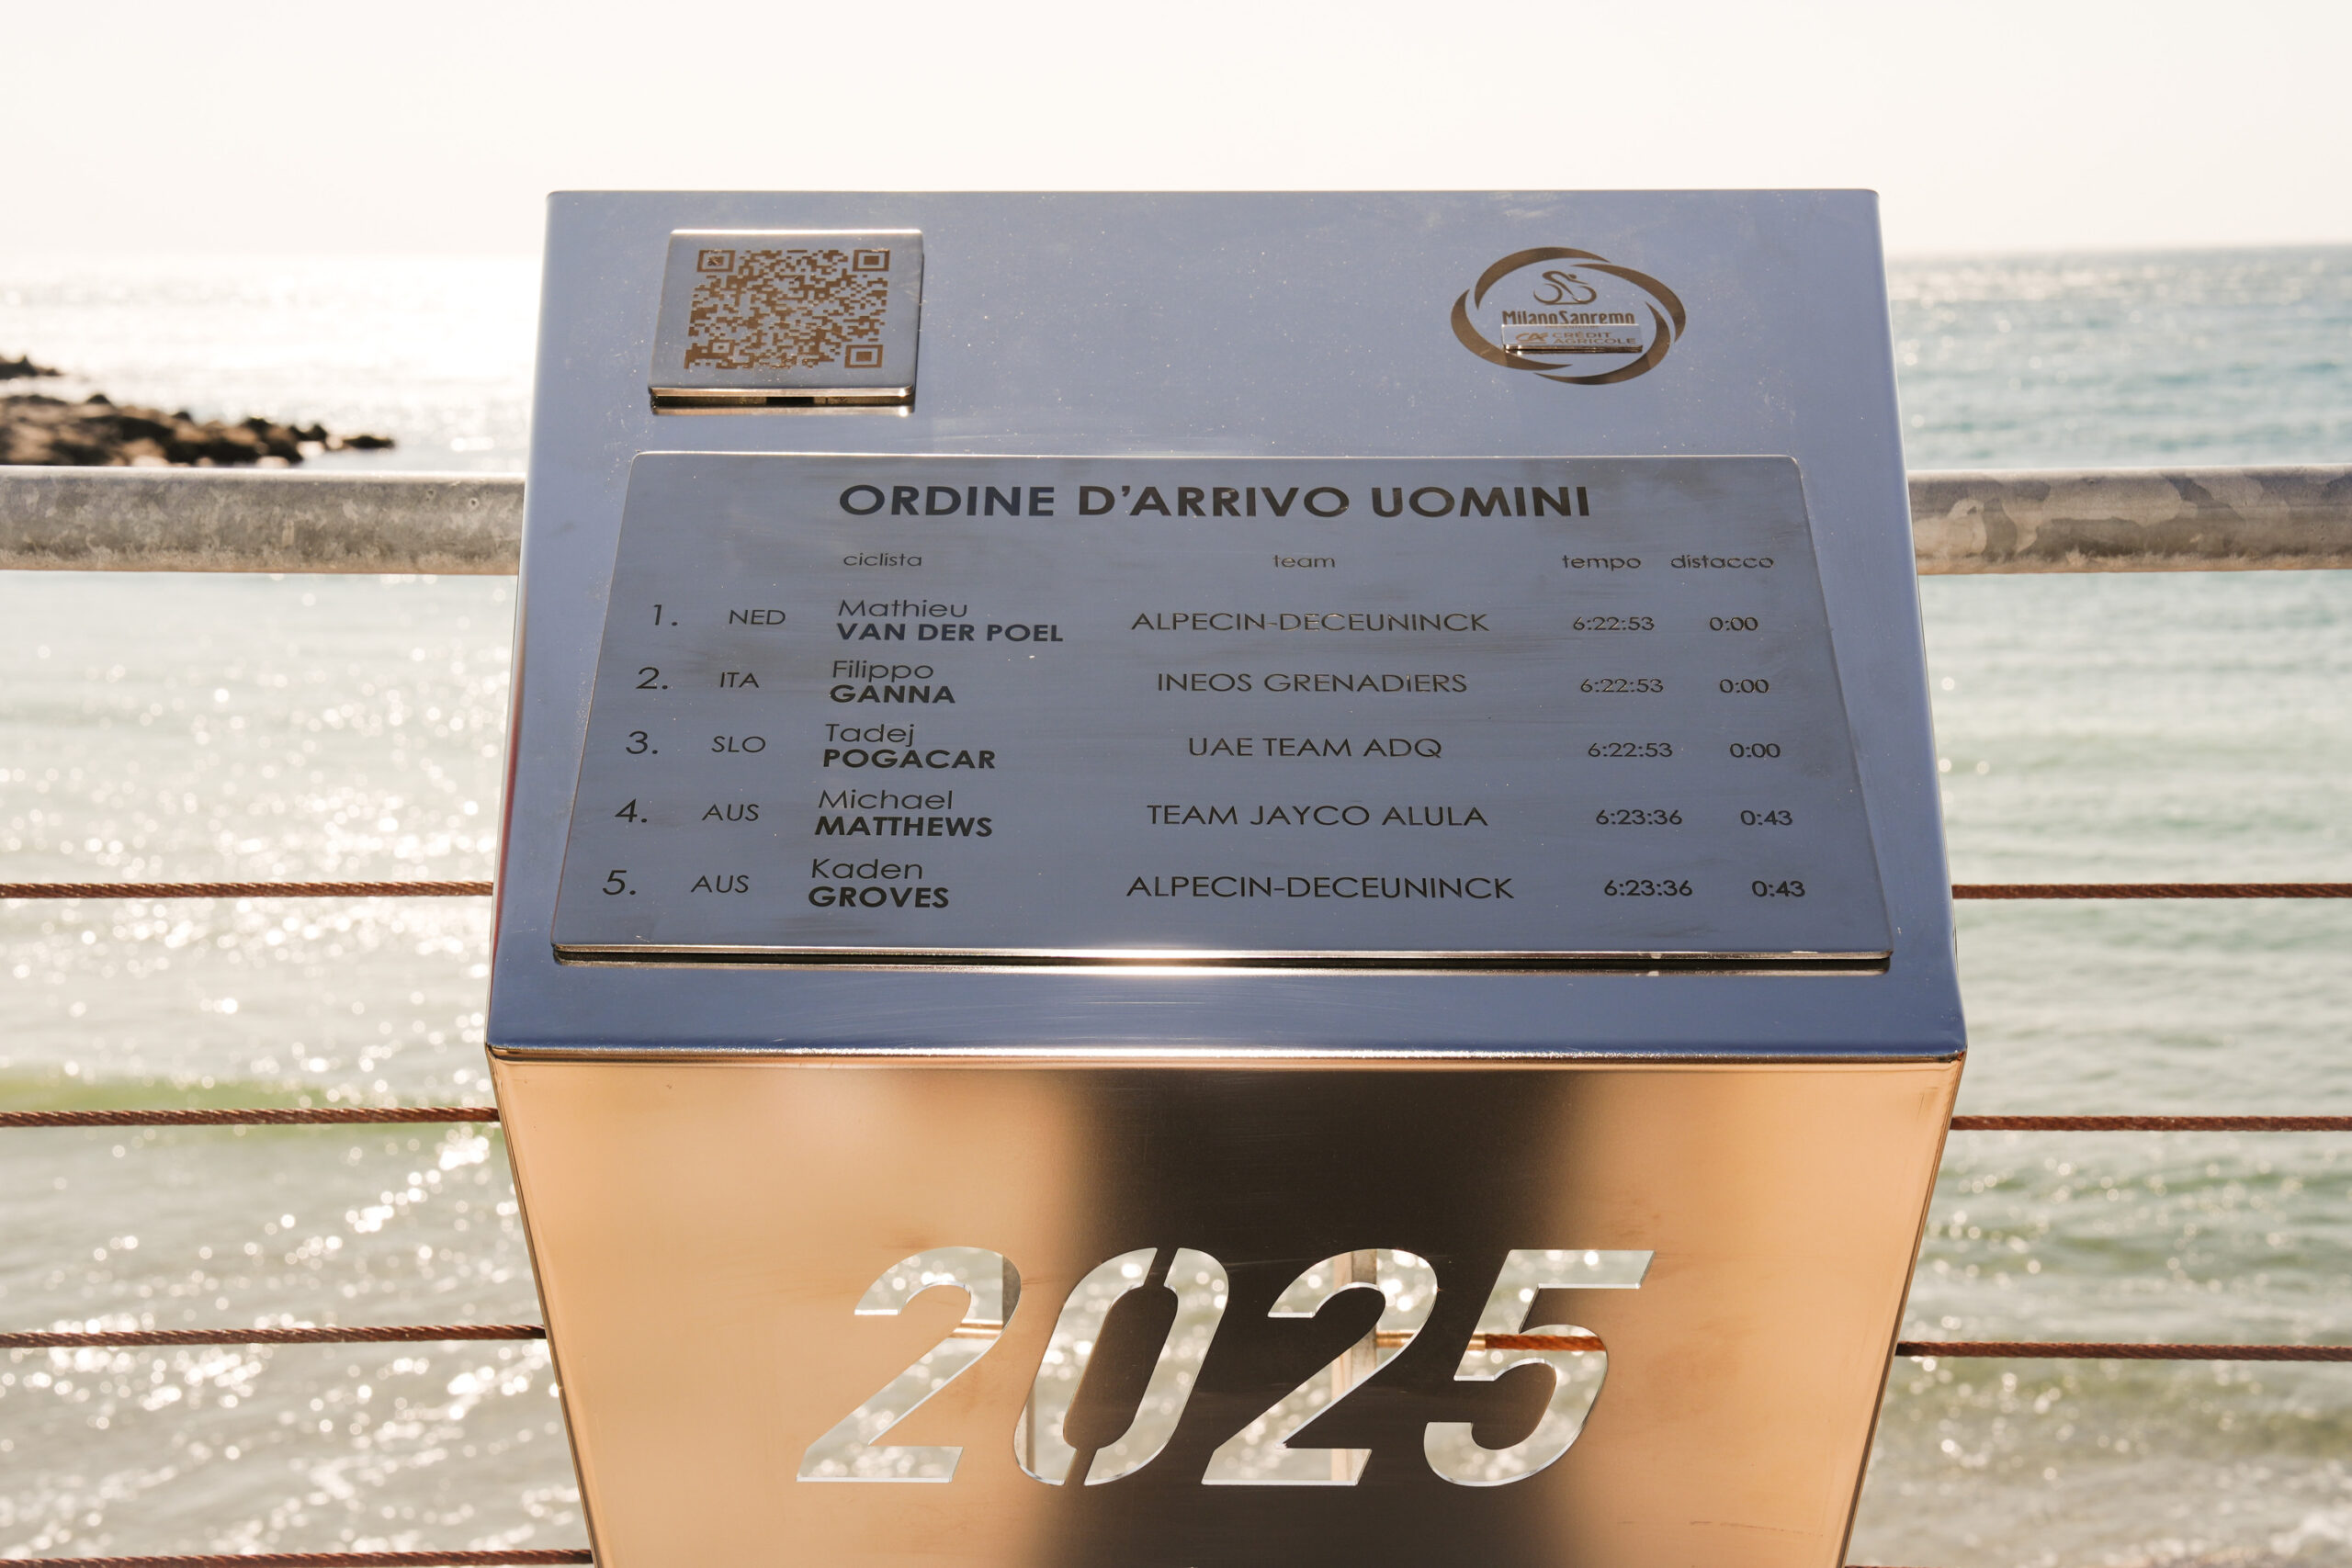 MilanoSanremo
CRÉDIT
AGRICOLE
ORDINE D'ARRIVO UOMINI
ciclista team tempo distacco
1. NED Mathieu VAN DER POEL ALPECIN-DECEUNINCK 6:22:53 0:00
2. ITA Filippo GANNA INEOS GRENADIERS 6:22:53 0:00
3. SLO Tadej POGACAR UAE TEAM ADQ 6:22:53 0:00
4. AUS Michael MATTHEWS TEAM JAYCO ALULA 6:23:36 0:43
5. AUS Kaden GROVES ALPECIN-DECEUNINCK 6:23:36 0:43
2025